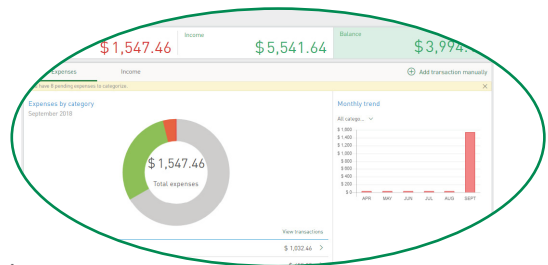 Income
Balance
$1,547.46
$5,541.64
$3,994.
Expenses
Income
Add transaction manually
have 8 pending expenses to categorize.
Expenses by category
September 2018
Monthly trend
All catego...
$ 1.600
$ 1.400
$ 1.200
$ 1.000
$ 800
$ 600
$ 400
$ 200
$ 0
APR MAY JUN JUL AUG SEPT
$ 1,547.46
Total expenses
View transactions
$ 1,032.46